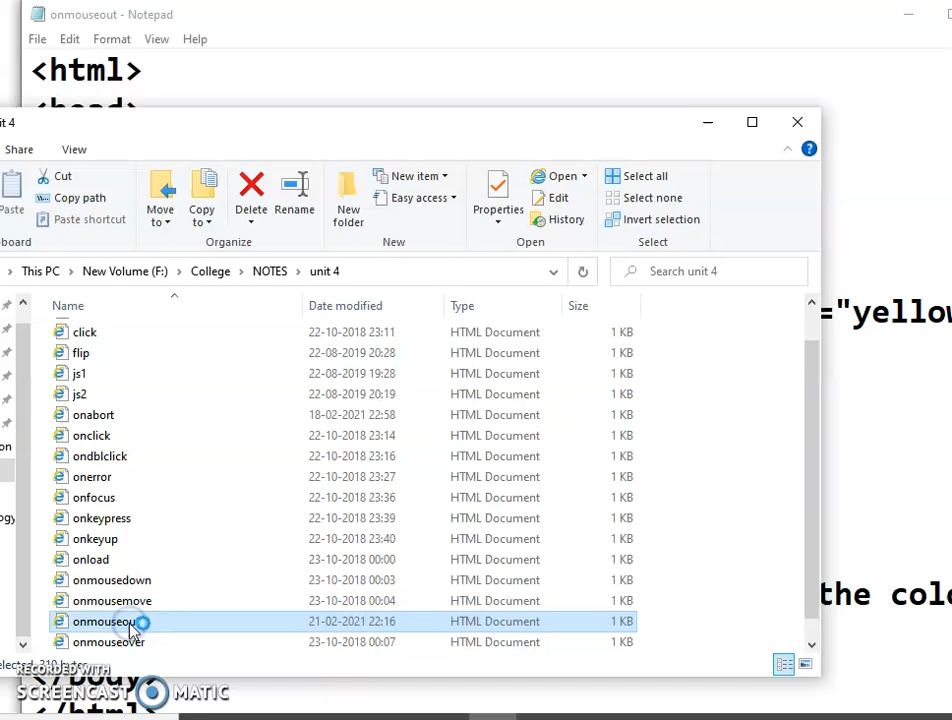 onmouseout - Notepad
File Edit Format View Help
<html>
<head>
it 4
Share View
Paste
Cut
Copy path
Paste shortcut
board
Move to
Copy to
Delete
Rename
Organize
New folder
New item
Easy access
New
Properties
Open
Edit
History
Open
Select all
Select none
Invert selection
Select
This PC > New Volume (F:) > College > NOTES > unit 4
Search unit 4
Name Date modified Type Size
click 22-10-2018 23:11 HTML Document 1 KB
flip 22-08-2019 20:28 HTML Document 1 KB
js1 22-08-2019 19:28 HTML Document 1 KB
js2 22-08-2019 20:19 HTML Document 1 KB
onabort 18-02-2021 22:58 HTML Document 1 KB
onclick 22-10-2018 23:14 HTML Document 1 KB
ondblclick 22-10-2018 23:16 HTML Document 1 KB
onerror 22-10-2018 23:27 HTML Document 1 KB
onfocus 22-10-2018 23:36 HTML Document 1 KB
onkeypress 22-10-2018 23:39 HTML Document 1 KB
onkeyup 22-10-2018 23:40 HTML Document 1 KB
onload 23-10-2018 00:00 HTML Document 1 KB
onmousedown 23-10-2018 00:03 HTML Document 1 KB
onmousemove 23-10-2018 00:04 HTML Document 1 KB
onmouseou 21-02-2021 22:16 HTML Document 1 KB
onmouseover 23-10-2018 00:07 HTML Document 1 KB
on
ogy
="yellow
the colo
</body>
</html>
RECORDED WITH
SCREENCAST MATIC